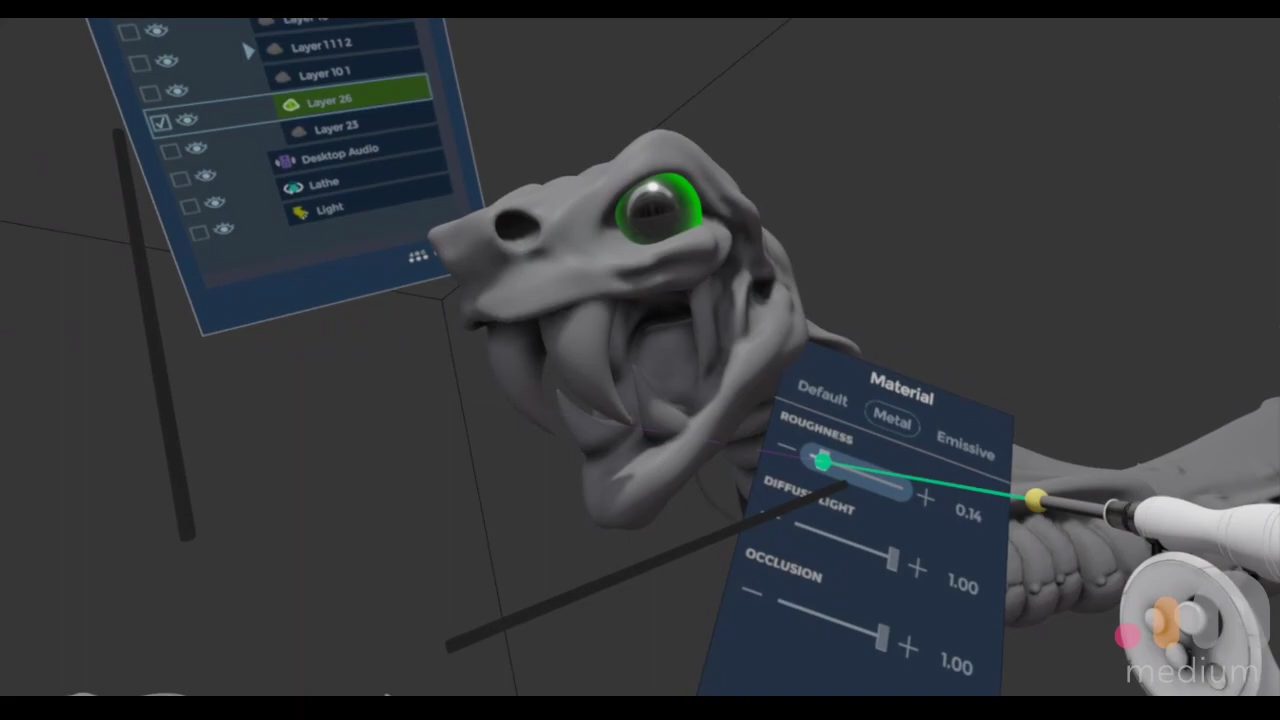 Layer 1112
Layer 10 1
Layer 26
Layer 23
Desktop Audio
Lathe
Light
Material
Default
Metal
Emissive
ROUGHNESS
0.14
LIGHT
1.00
OCCLUSION
1.00
medium